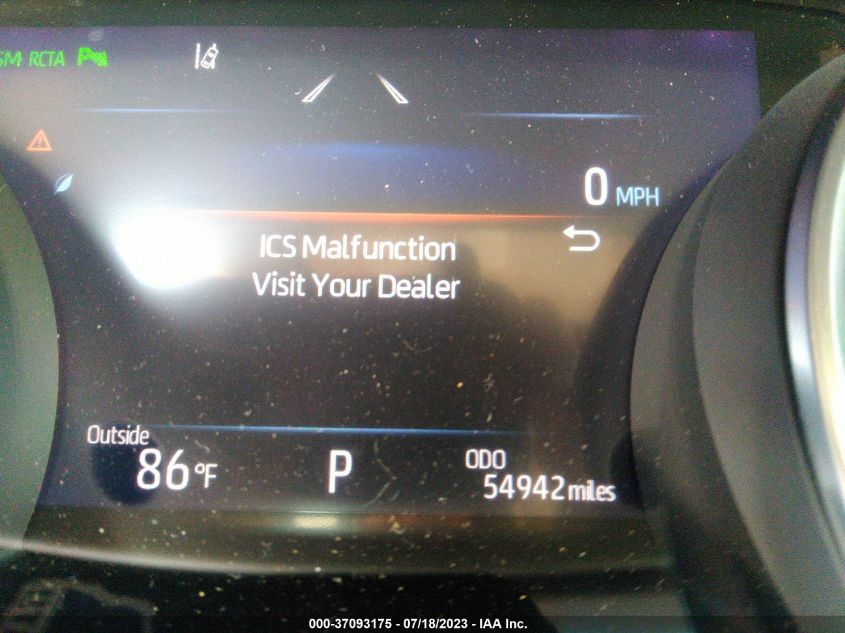 RCTA P
0 MPH
ICS Malfunction
Visit Your Dealer
Outside
86°F
P
ODO
54942 miles
000-37093175 - 07/18/2023 - IAA Inc.